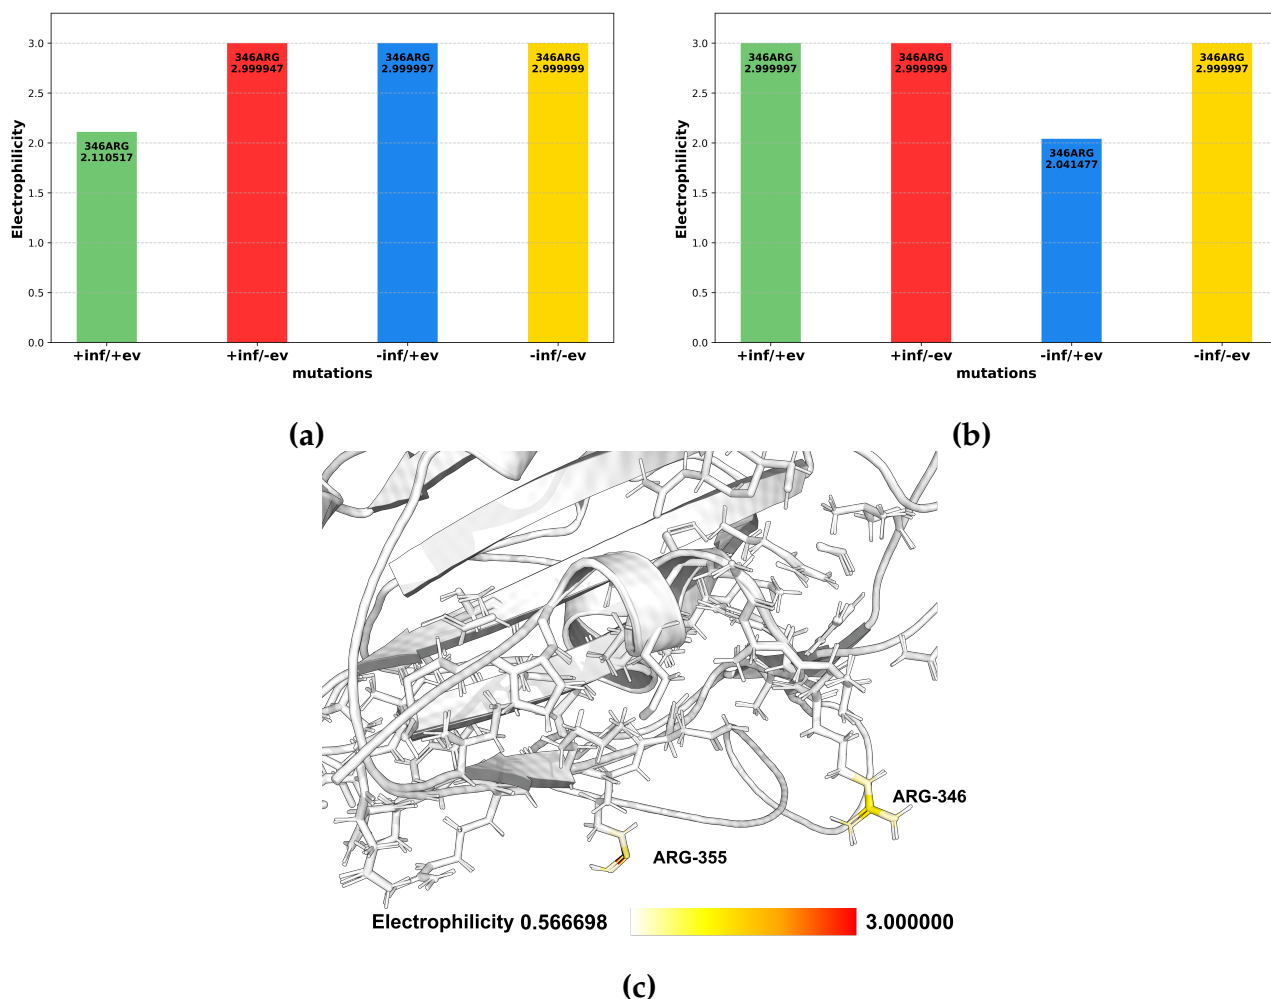 Electrophilicity
3.0
2.5
2.0
1.5
1.0
0.5
0.0
346ARG
2.110517
346ARG
2.999947
346ARG
2.999997
346ARG
2.999999
+inf/+ev
+inf/-ev
-inf/+ev
-inf/-ev
mutations
(a)
Electrophilicity
3.0
2.5
2.0
1.5
1.0
0.5
0.0
346ARG
2.999997
346ARG
2.999999
346ARG
2.041477
346ARG
2.999997
+inf/+ev
+inf/-ev
-inf/+ev
-inf/-ev
mutations
(b)
ARG-346
ARG-355
Electrophilicity 0.566698 3.000000
(c)